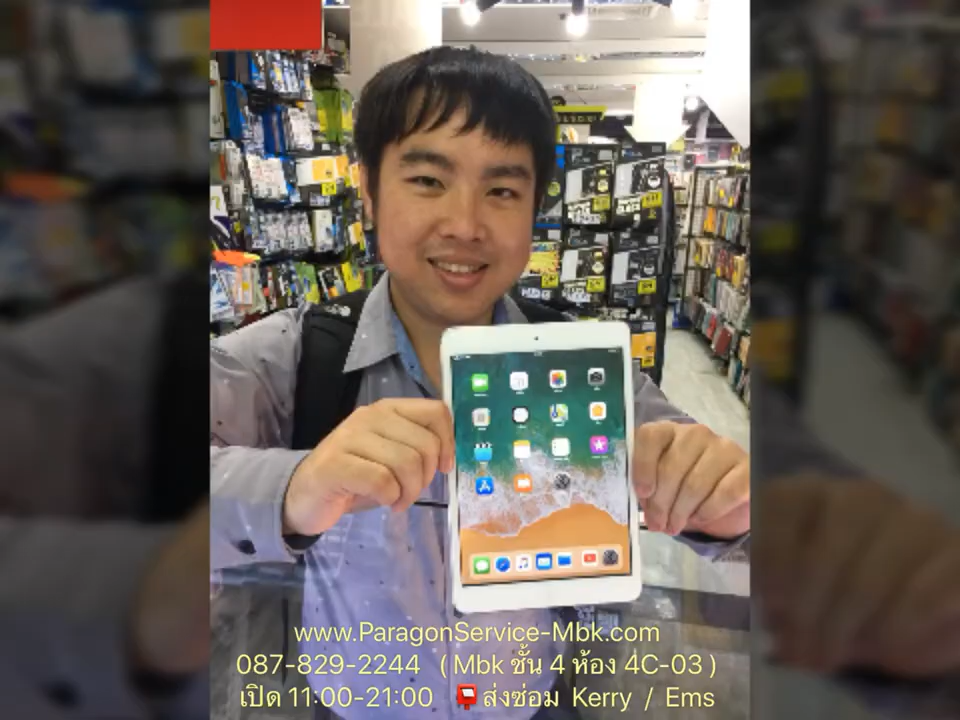 www.ParagonService-Mbk.com
087-829-2244 (Mbk ชั้น 4 ห้อง 4C-03)
เปิด 11:00-21:00 📮ส่งซ่อม Kerry / Ems